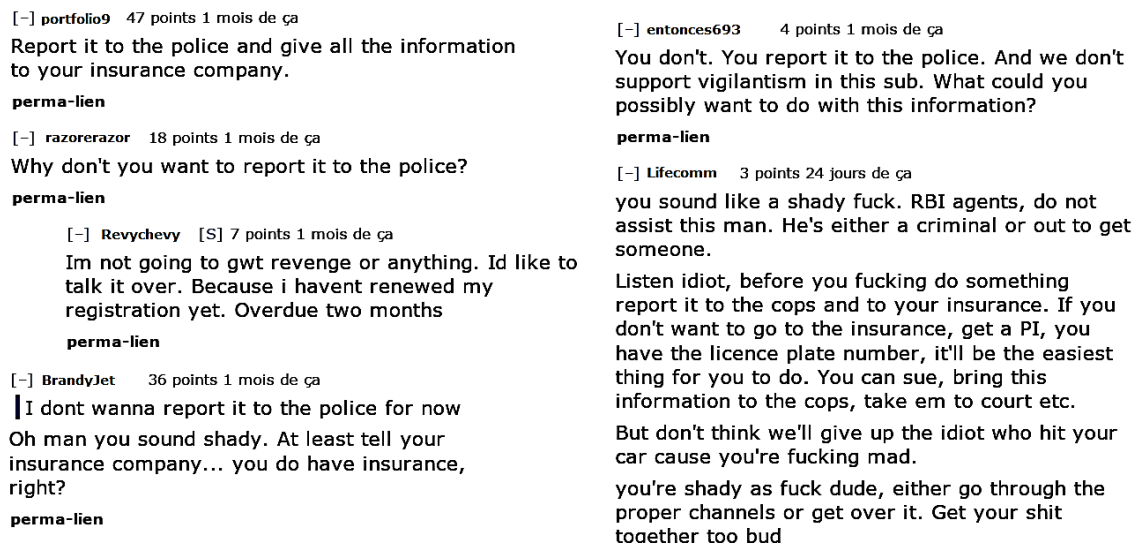 [-] portfolio9 47 points 1 mois de ça
Report it to the police and give all the information
to your insurance company.
perma-lien
[-] razorerazor 18 points 1 mois de ça
Why don't you want to report it to the police?
perma-lien
[-] Revychevy [S] 7 points 1 mois de ça
Im not going to gwt revenge or anything. Id like to
talk it over. Because i havent renewed my
registration yet. Overdue two months
perma-lien
[-] BrandyJet 36 points 1 mois de ça
I dont wanna report it to the police for now
Oh man you sound shady. At least tell your
insurance company... you do have insurance,
right?
perma-lien
[-] entonces693 4 points 1 mois de ça
You don't. You report it to the police. And we don't
support vigilantism in this sub. What could you
possibly want to do with this information?
perma-lien
[-] Lifecomm 3 points 24 jours de ça
you sound like a shady fuck. RBI agents, do not
assist this man. He's either a criminal or out to get
someone.
Listen idiot, before you fucking do something
report it to the cops and to your insurance. If you
don't want to go to the insurance, get a PI, you
have the licence plate number, it'll be the easiest
thing for you to do. You can sue, bring this
information to the cops, take em to court etc.
But don't think we'll give up the idiot who hit your
car cause you're fucking mad.
you're shady as fuck dude, either go through the
proper channels or get over it. Get your shit
together too bud